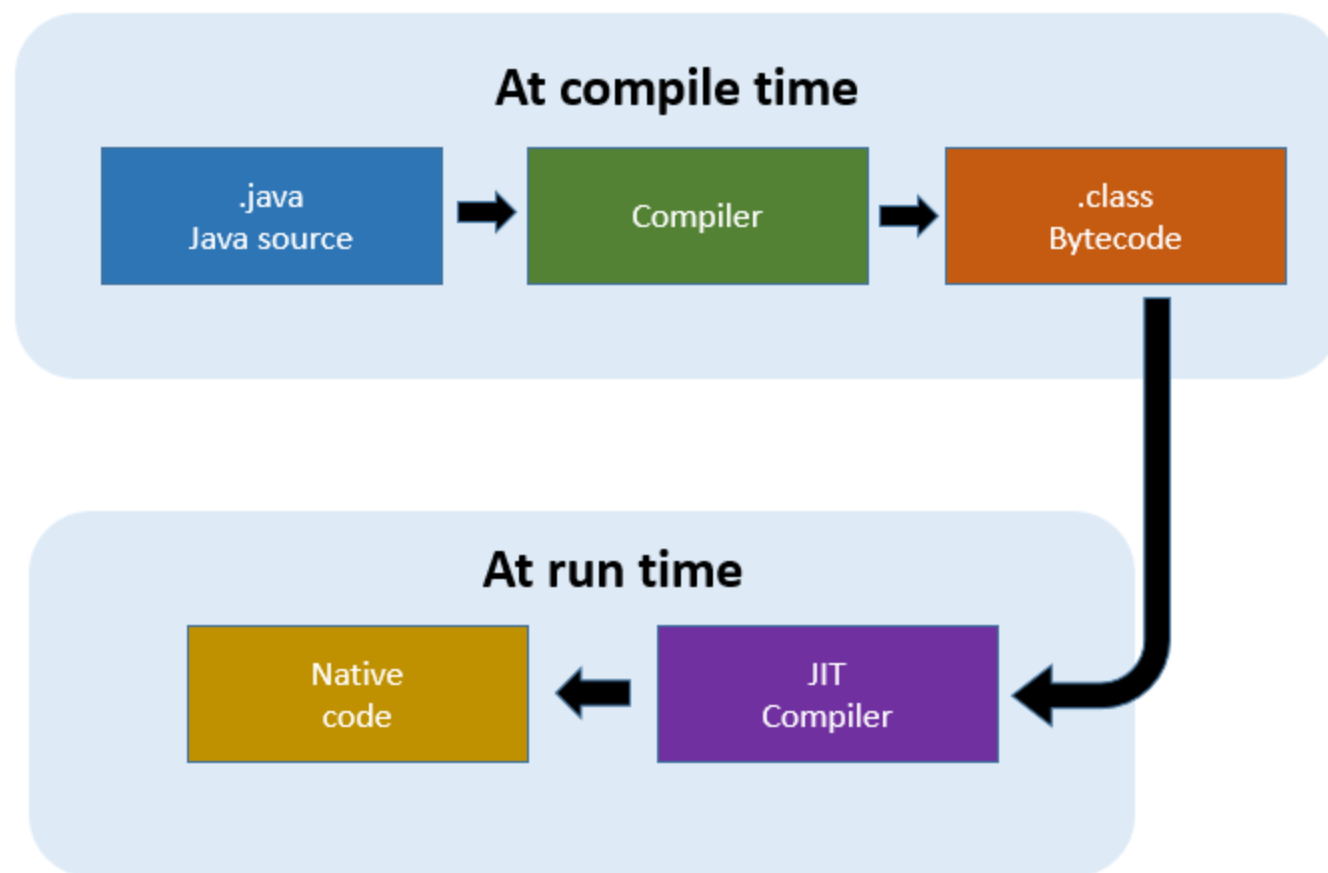 At compile time
.java
Java source
Compiler
.class
Bytecode
At run time
Native
code
JIT
Compiler